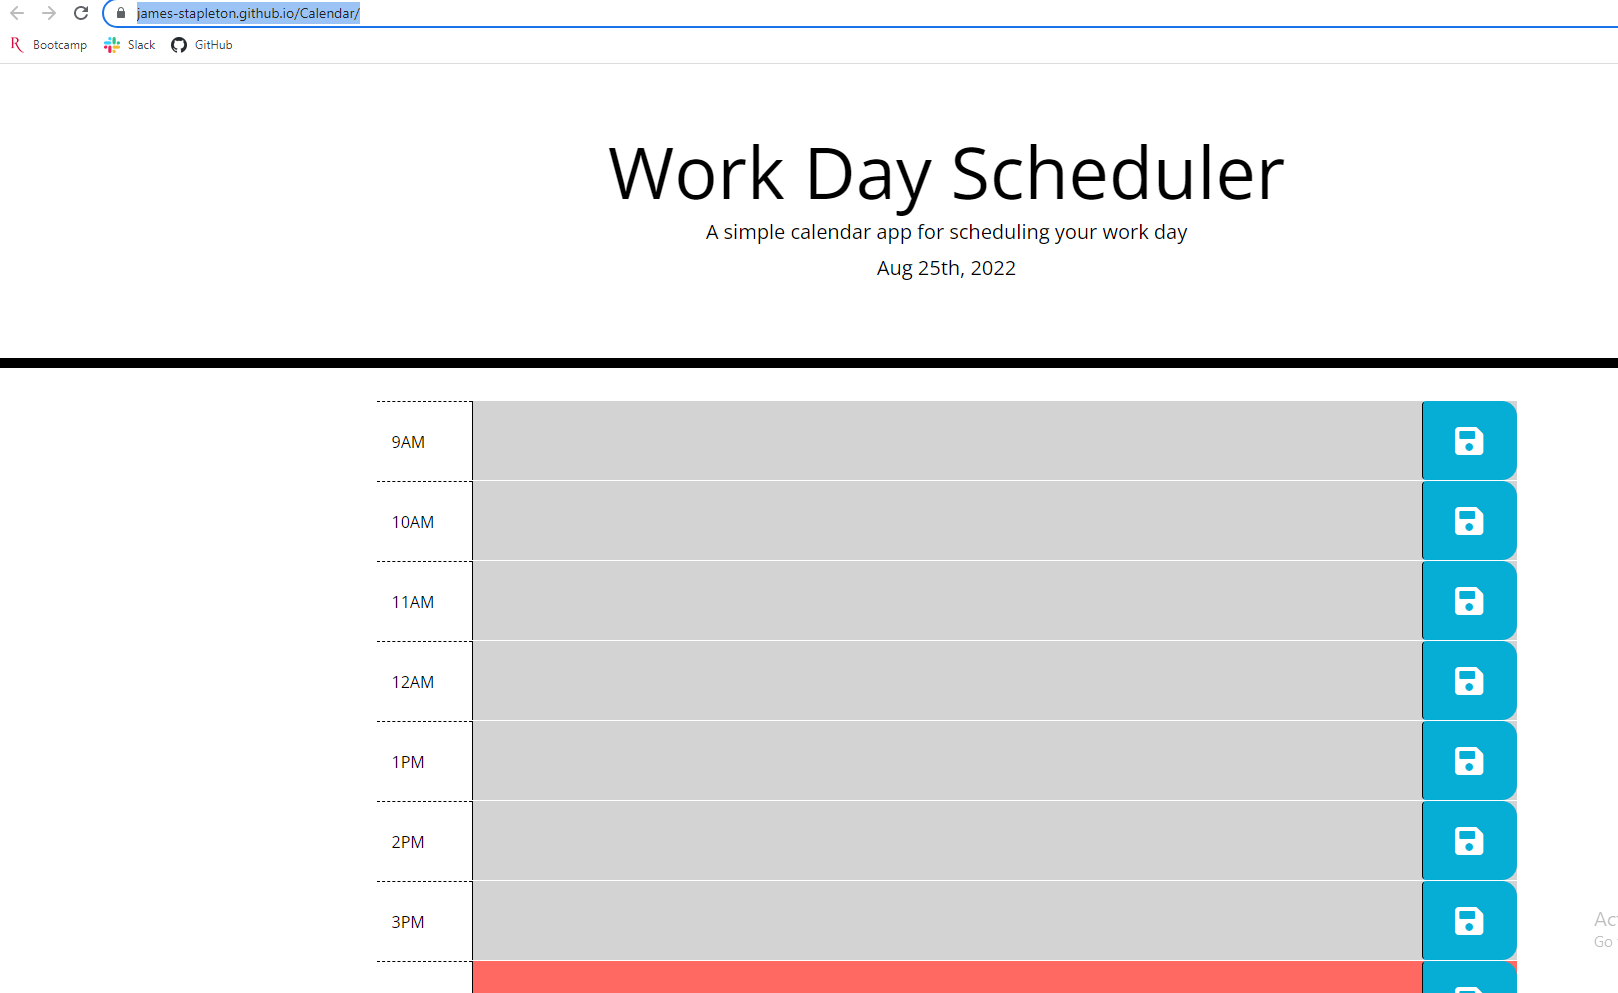 james-stapleton.github.io/Calendar/
Bootcamp Slack GitHub
Work Day Scheduler
A simple calendar app for scheduling your work day
Aug 25th, 2022
9AM
10AM
11AM
12AM
1PM
2PM
3PM
Go